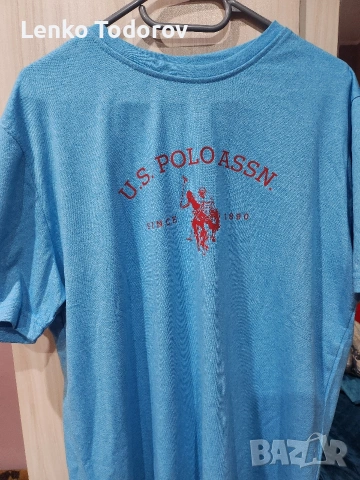 Lenko Todorov
U.S. POLO ASSN.
SINCE 1890
BAZAR